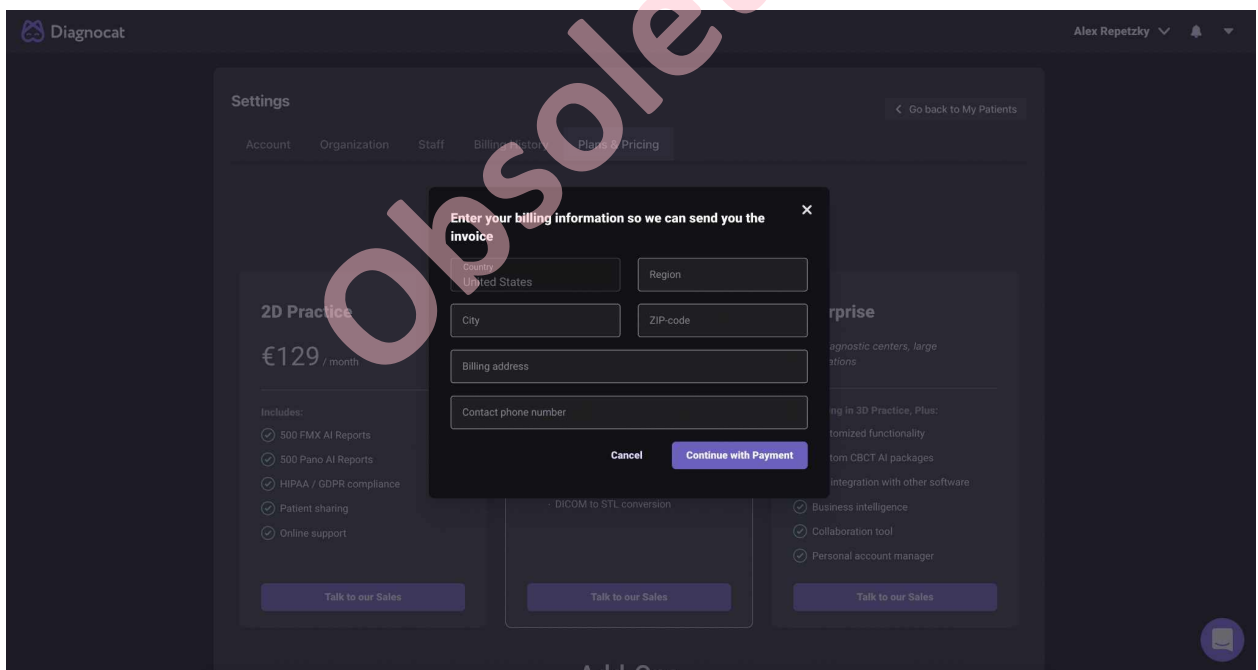 Diagnocat
Alex Repetzky
Settings
Go back to My Patients
Account Organization Staff Billing History Plans & Pricing
Enter your billing information so we can send you the
invoice
Country
United States
Region
City
ZIP-code
Billing address
Contact phone number
Cancel
Continue with Payment
2D Practice
€129 / month
Includes:
500 FMX AI Reports
500 Pano AI Reports
HIPAA / GDPR compliance
Patient sharing
Online support
Talk to our Sales
- DICOM to STL conversion
Talk to our Sales
rprise
agnostic centers, large
ations
ng in 3D Practice, Plus:
tomized functionality
tom CBCT AI packages
integration with other software
Business intelligence
Collaboration tool
Personal account manager
Talk to our Sales
Obsole